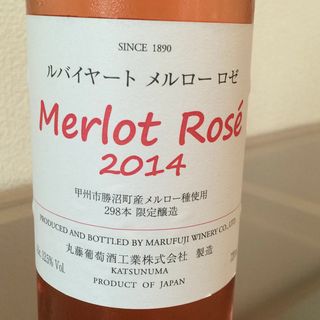 SINCE 1890
ルバイヤート メルロー ロゼ
Merlot Rosé
2014
甲州市勝沼町産メルロー種使用
298本 限定醸造
PRODUCED AND BOTTLED BY MARUFUJI WINERY CO., LTD.
12.5% Vol.
丸藤葡萄酒工業株式会社 製造
KATSUNUMA
PRODUCT OF JAPAN